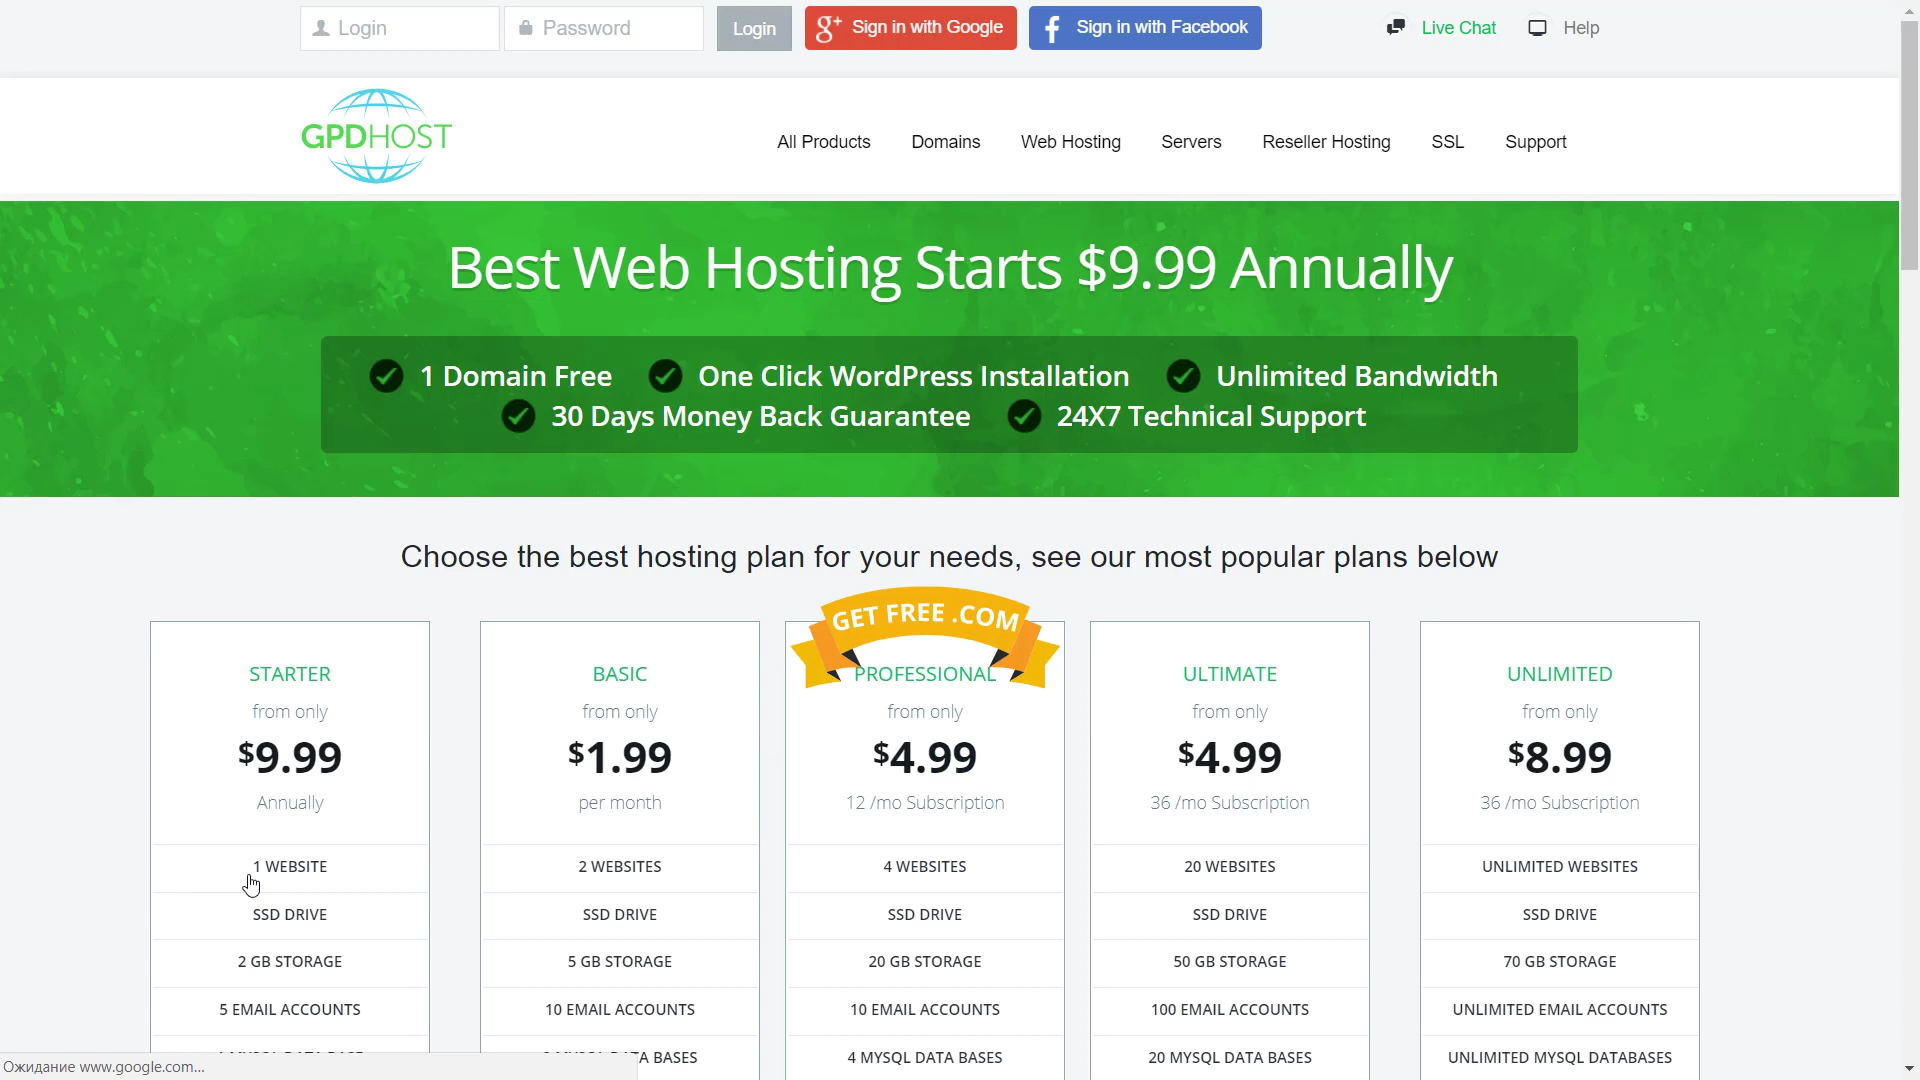 Login
Password
Login
g+ Sign in with Google
f Sign in with Facebook
Live Chat
Help
GPDHOST
All Products
Domains
Web Hosting
Servers
Reseller Hosting
SSL
Support
Best Web Hosting Starts $9.99 Annually
1 Domain Free
One Click WordPress Installation
Unlimited Bandwidth
30 Days Money Back Guarantee
24X7 Technical Support
Choose the best hosting plan for your needs, see our most popular plans below
STARTER
from only
$9.99
Annually
1 WEBSITE
SSD DRIVE
2 GB STORAGE
5 EMAIL ACCOUNTS
BASIC
from only
$1.99
per month
2 WEBSITES
SSD DRIVE
5 GB STORAGE
10 EMAIL ACCOUNTS
BASES
GET FREE .COM
PROFESSIONAL
from only
$4.99
12 /mo Subscription
4 WEBSITES
SSD DRIVE
20 GB STORAGE
10 EMAIL ACCOUNTS
4 MYSQL DATA BASES
ULTIMATE
from only
$4.99
36 /mo Subscription
20 WEBSITES
SSD DRIVE
50 GB STORAGE
100 EMAIL ACCOUNTS
20 MYSQL DATA BASES
UNLIMITED
from only
$8.99
36 /mo Subscription
UNLIMITED WEBSITES
SSD DRIVE
70 GB STORAGE
UNLIMITED EMAIL ACCOUNTS
UNLIMITED MYSQL DATABASES
Ожидание www.google.com...